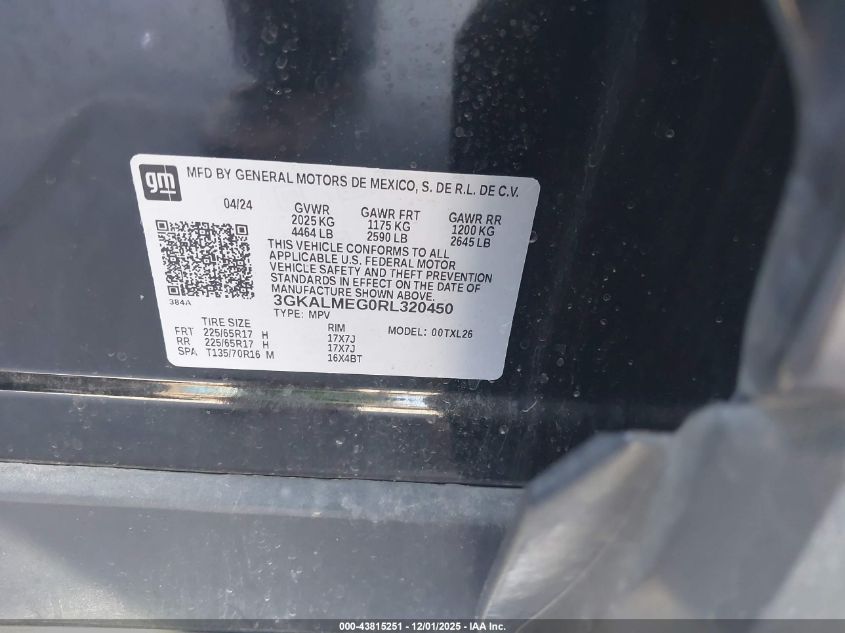 gm
MFD BY GENERAL MOTORS DE MEXICO, S. DE R.L. DE C.V.
04/24 GVWR GAWR FRT GAWR RR
2025 KG 1175 KG 1200 KG
4464 LB 2590 LB 2645 LB
THIS VEHICLE CONFORMS TO ALL
APPLICABLE U.S. FEDERAL MOTOR
VEHICLE SAFETY AND THEFT PREVENTION
STANDARDS IN EFFECT ON THE DATE OF
MANUFACTURE SHOWN ABOVE.
384A 3GKALMEG0RL320450
TYPE: MPV
TIRE SIZE RIM MODEL: 00TXL26
FRT 225/65R17 H 17X7J
RR 225/65R17 H 17X7J
SPA T135/70R16 M 16X4BT
000-43815251 - 12/01/2025 - IAA Inc.